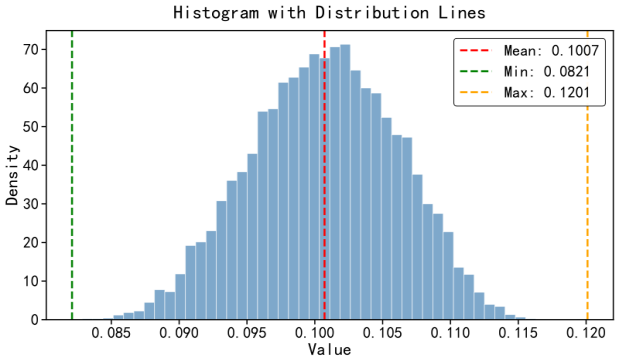 Histogram with Distribution Lines
Mean: 0.1007
Min: 0.0821
Max: 0.1201
Density
70
60
50
40
30
20
10
0
0.085 0.090 0.095 0.100 0.105 0.110 0.115 0.120
Value